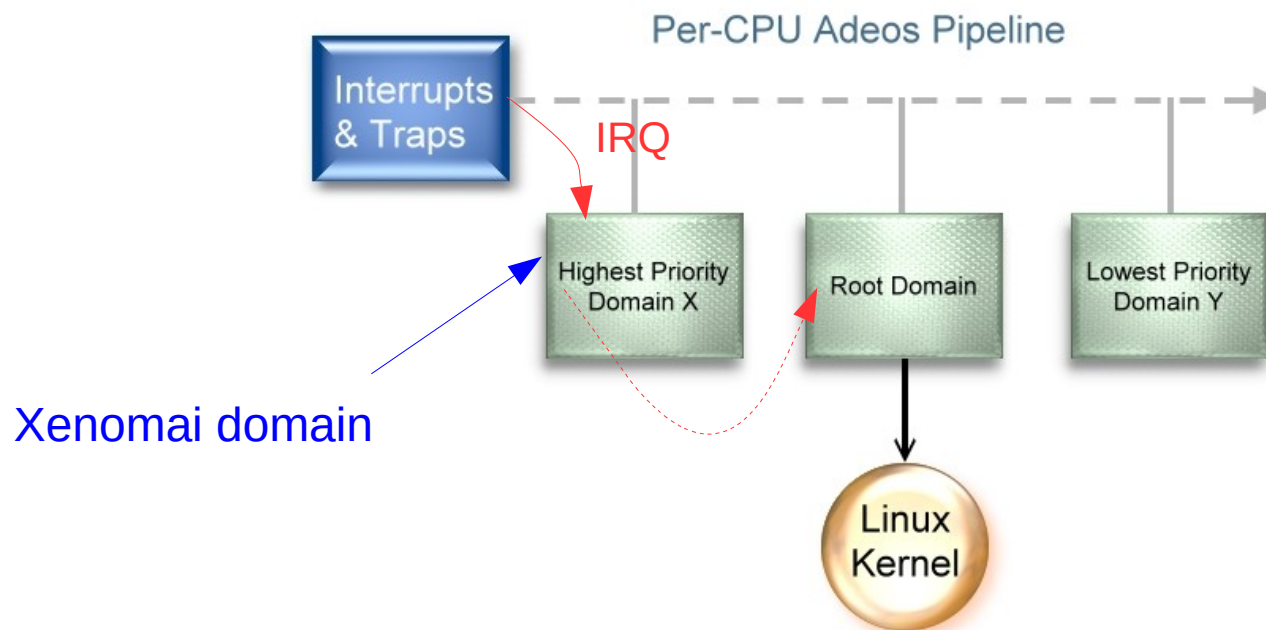 Per-CPU Adeos Pipeline
Interrupts
& Traps
IRQ
Highest Priority
Domain X
Root Domain
Lowest Priority
Domain Y
Xenomai domain
Linux
Kernel